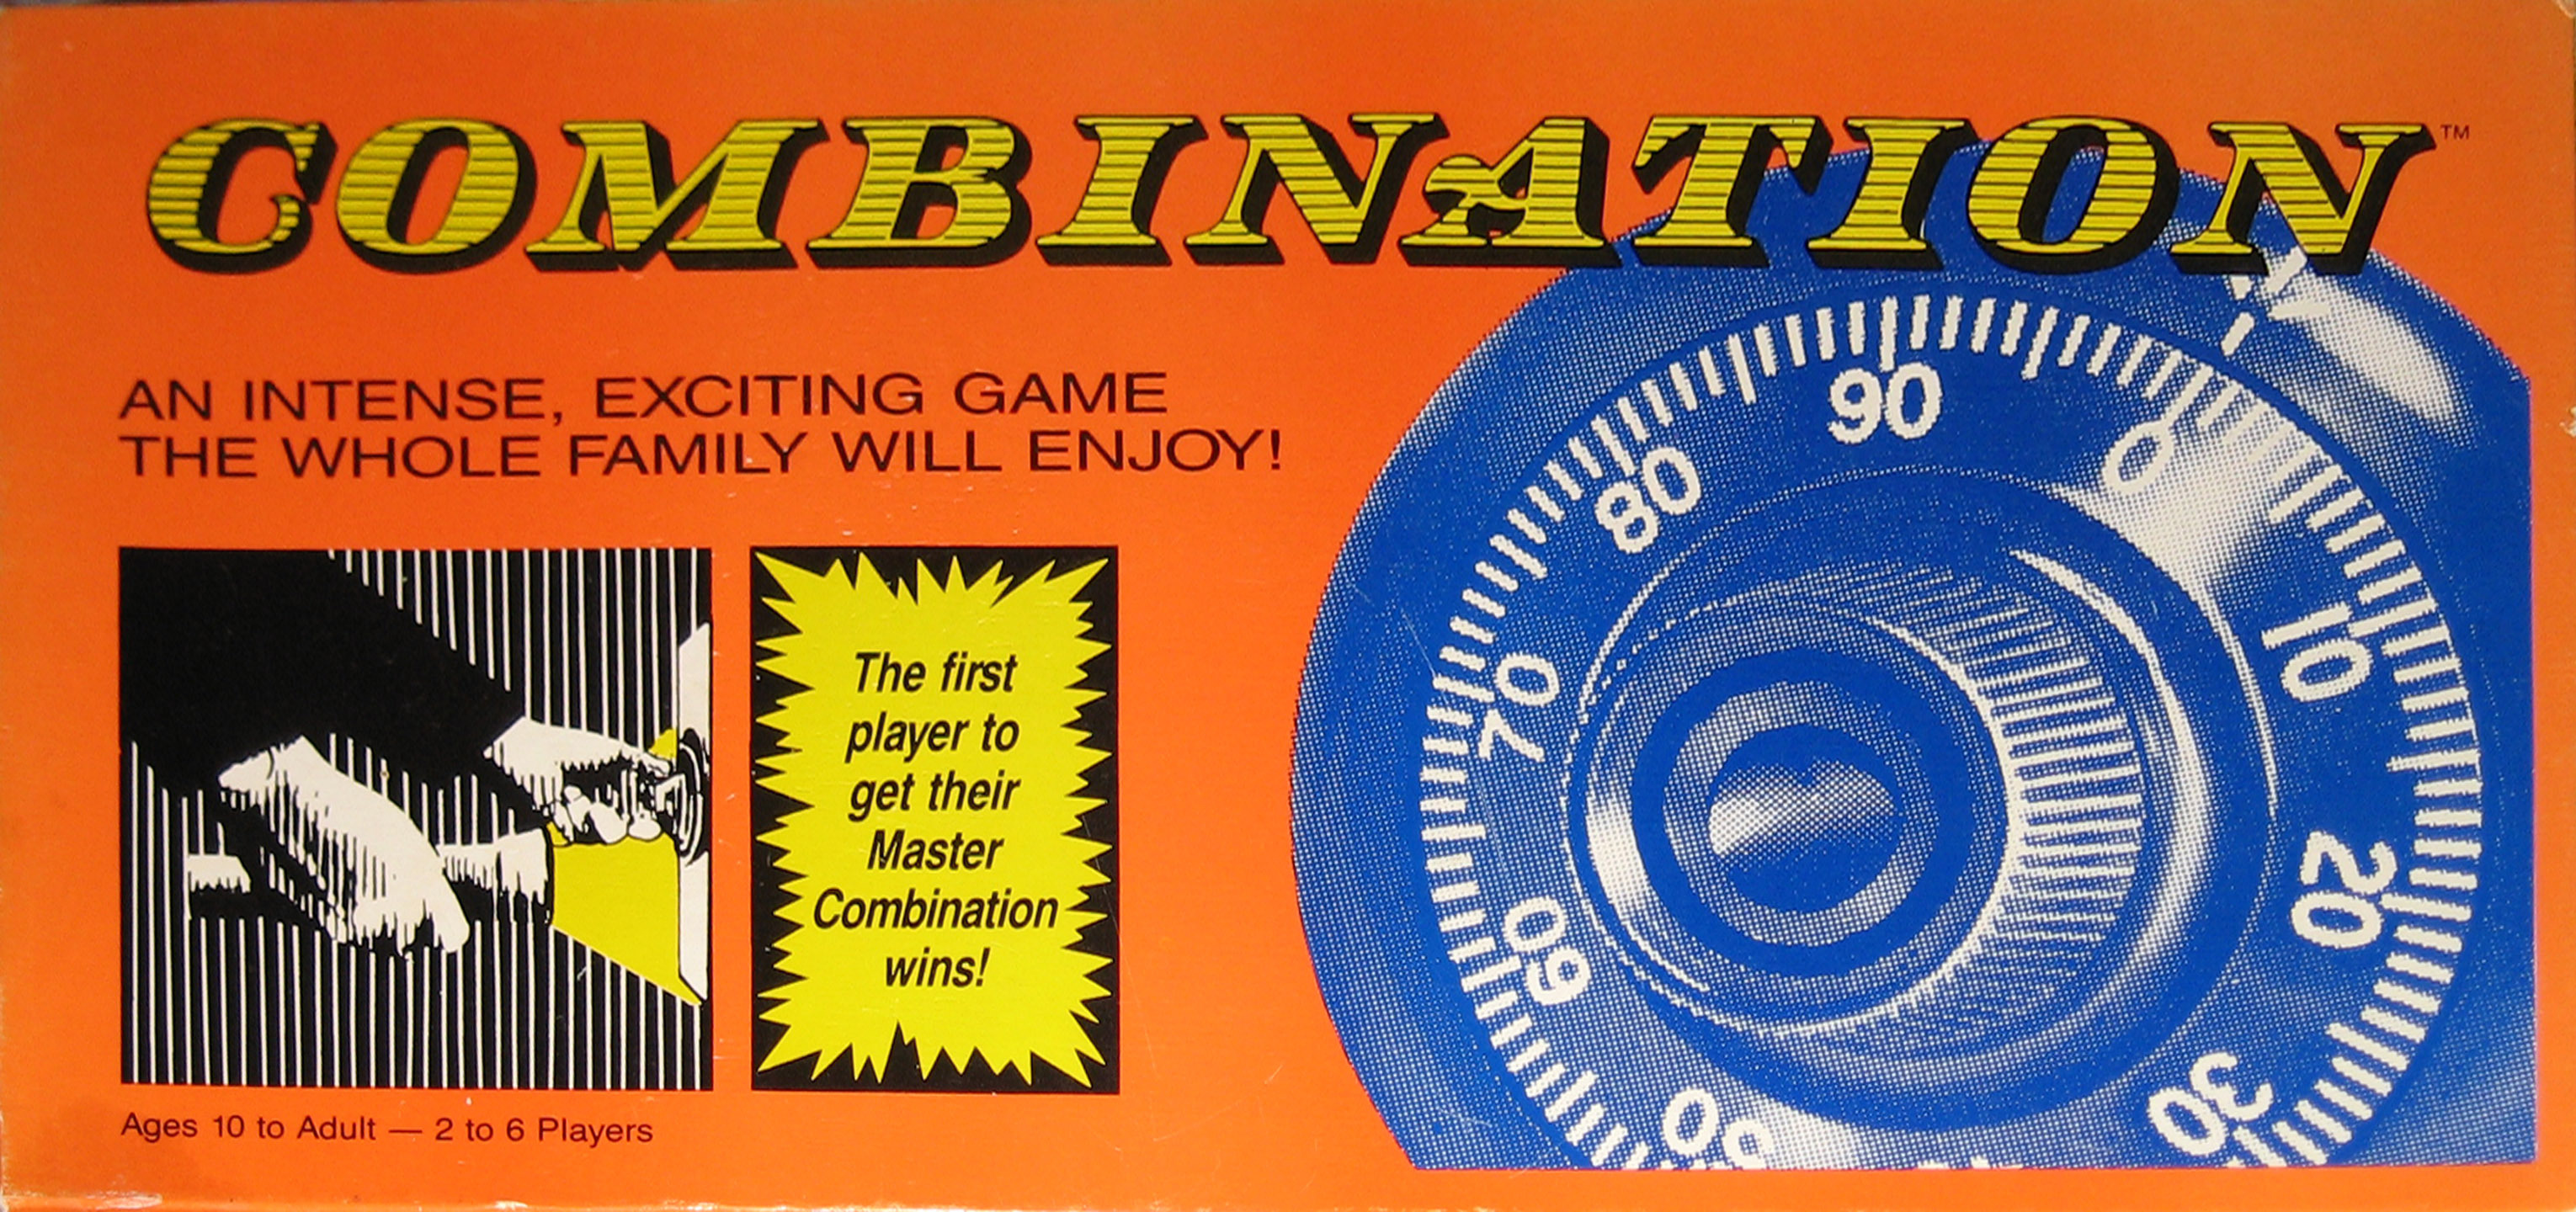 COMBINATION™
AN INTENSE, EXCITING GAME
THE WHOLE FAMILY WILL ENJOY!
The first
player to
get their
Master
Combination
wins!
Ages 10 to Adult — 2 to 6 Players
90
80
0
10
70
20
60
30
50